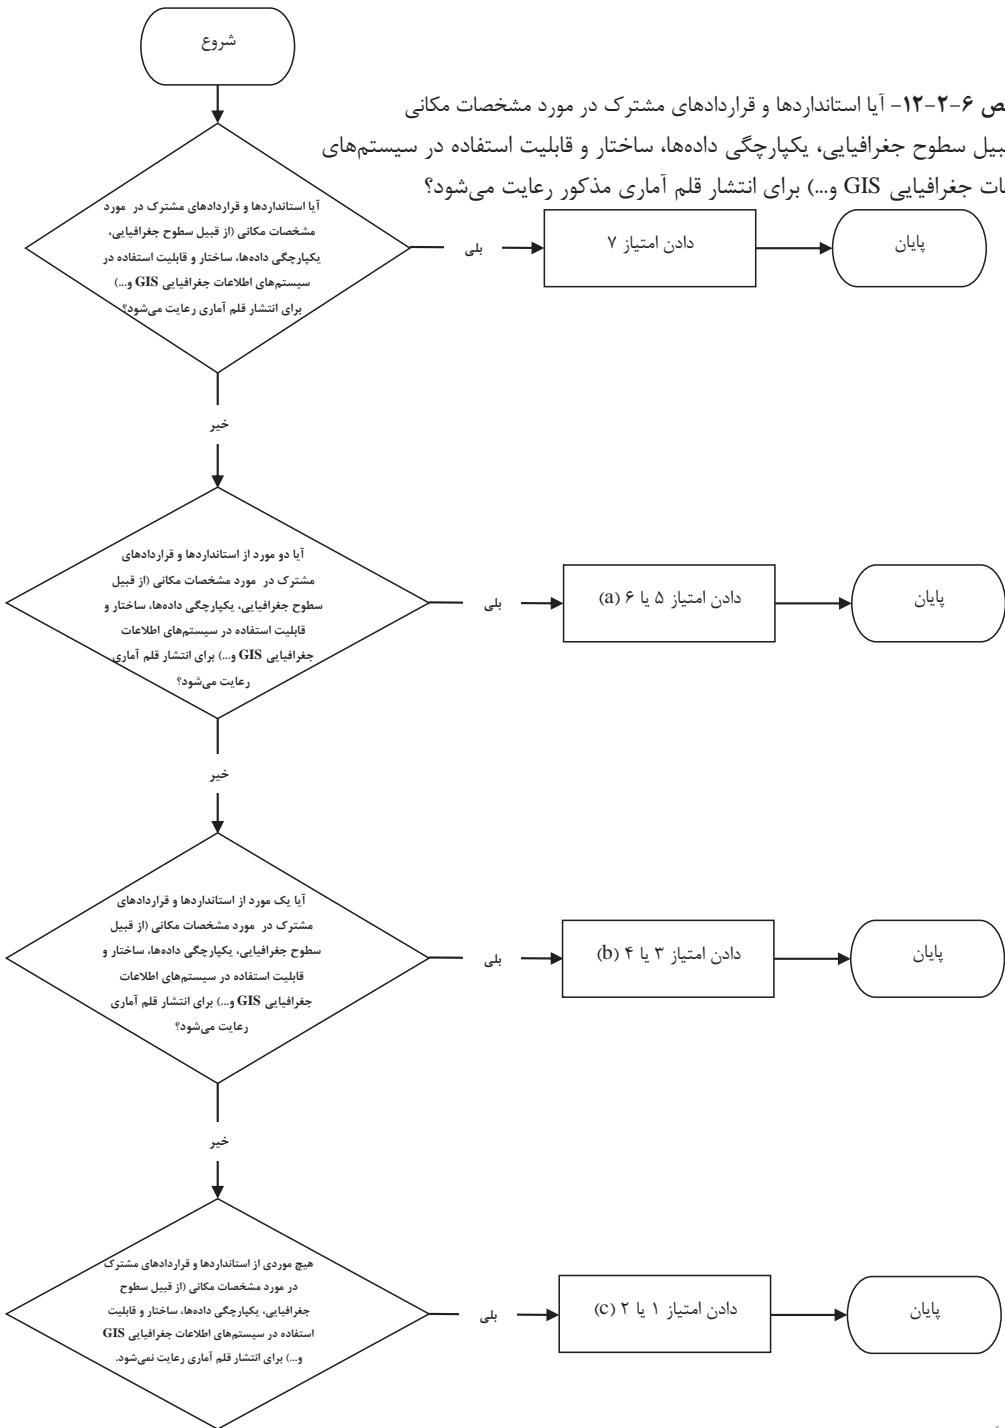 شروع
۶-۲-۱۲- آیا استانداردها و قراردادهای مشترک در مورد مشخصات مکانی
سطوح جغرافیایی، یکپارچگی داده‌ها، ساختار و قابلیت استفاده در سیستم‌های
جغرافیایی GIS و...) برای انتشار قلم آماری مذکور رعایت می‌شود؟
آیا استانداردها و قراردادهای مشترک در مورد
مشخصات مکانی (از قبیل سطوح جغرافیایی،
یکپارچگی داده‌ها، ساختار و قابلیت استفاده در
سیستم‌های اطلاعات جغرافیایی GIS و...)
برای انتشار قلم آماری رعایت می‌شود؟
بلی
دادن امتیاز ۷
پایان
خیر
آیا دو مورد از استانداردها و قراردادهای
مشترک در مورد مشخصات مکانی (از قبیل
سطوح جغرافیایی، یکپارچگی داده‌ها، ساختار و
قابلیت استفاده در سیستم‌های اطلاعات
جغرافیایی GIS و...) برای انتشار قلم آماری
رعایت می‌شود؟
بلی
دادن امتیاز ۵ یا ۶ (a)
پایان
خیر
آیا یک مورد از استانداردها و قراردادهای
مشترک در مورد مشخصات مکانی (از قبیل
سطوح جغرافیایی، یکپارچگی داده‌ها، ساختار و
قابلیت استفاده در سیستم‌های اطلاعات
جغرافیایی GIS و...) برای انتشار قلم آماری
رعایت می‌شود؟
بلی
دادن امتیاز ۳ یا ۴ (b)
پایان
خیر
هیچ موردی از استانداردها و قراردادهای مشترک
در مورد مشخصات مکانی (از قبیل سطوح
جغرافیایی، یکپارچگی داده‌ها، ساختار و قابلیت
استفاده در سیستم‌های اطلاعات جغرافیایی GIS
و...) برای انتشار قلم آماری رعایت نمی‌شود.
بلی
دادن امتیاز ۱ یا ۲ (c)
پایان